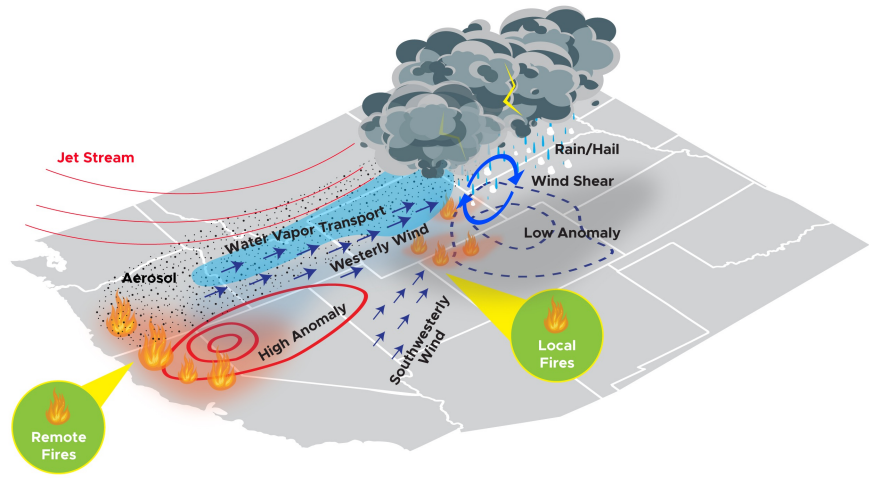 Jet Stream
Rain/Hail
Wind Shear
Water Vapor Transport
Westerly Wind
Low Anomaly
Aerosol
High Anomaly
Southwesterly
Wind
Local
Fires
Remote
Fires